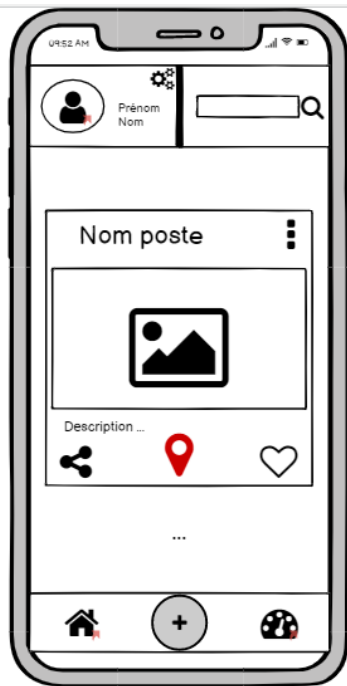 09:52 AM
Prénom
Nom
Nom poste
Description ...
...
+